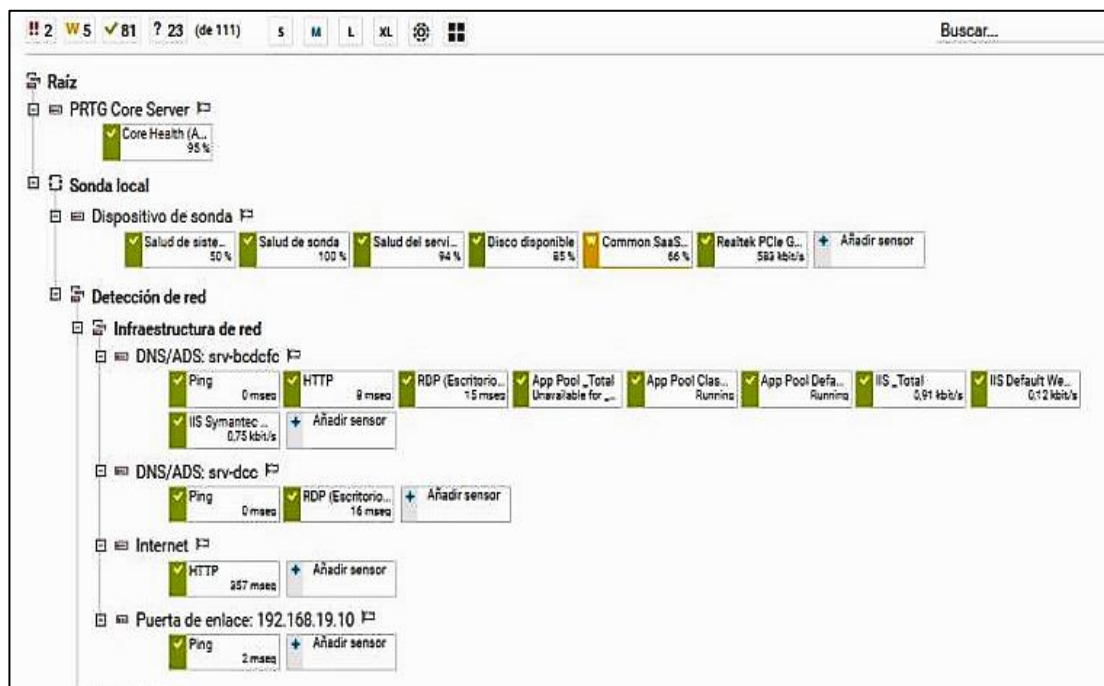 !! 2 W 5 ✓ 81 ? 23 (de 111) S M L XL Buscar...
Raíz
PRTG Core Server
Core Health (A...
95 %
Sonda local
Dispositivo de sonda
Salud de siste... Salud de sonda Salud del servi... Disco disponible Common SaaS... Realtek PCIe G... + Añadir sensor
50 % 100 % 94 % 85 % 66 % 583 kbit/s
Detección de red
Infraestructura de red
DNS/ADS: srv-bcdcfc
Ping HTTP RDP (Escritorio... App Pool _Total App Pool Clas... App Pool Defa... IIS _Total IIS Default We...
0 mseg 9 mseg 15 mseg Unavailable for _... Running Running 0,91 kbit/s 0,12 kbit/s
IIS Symantec ... + Añadir sensor
0,75 kbit/s
DNS/ADS: srv-dcc
Ping RDP (Escritorio... + Añadir sensor
0 mseg 16 mseg
Internet
HTTP + Añadir sensor
357 mseg
Puerta de enlace: 192.168.19.10
Ping + Añadir sensor
2 mseg